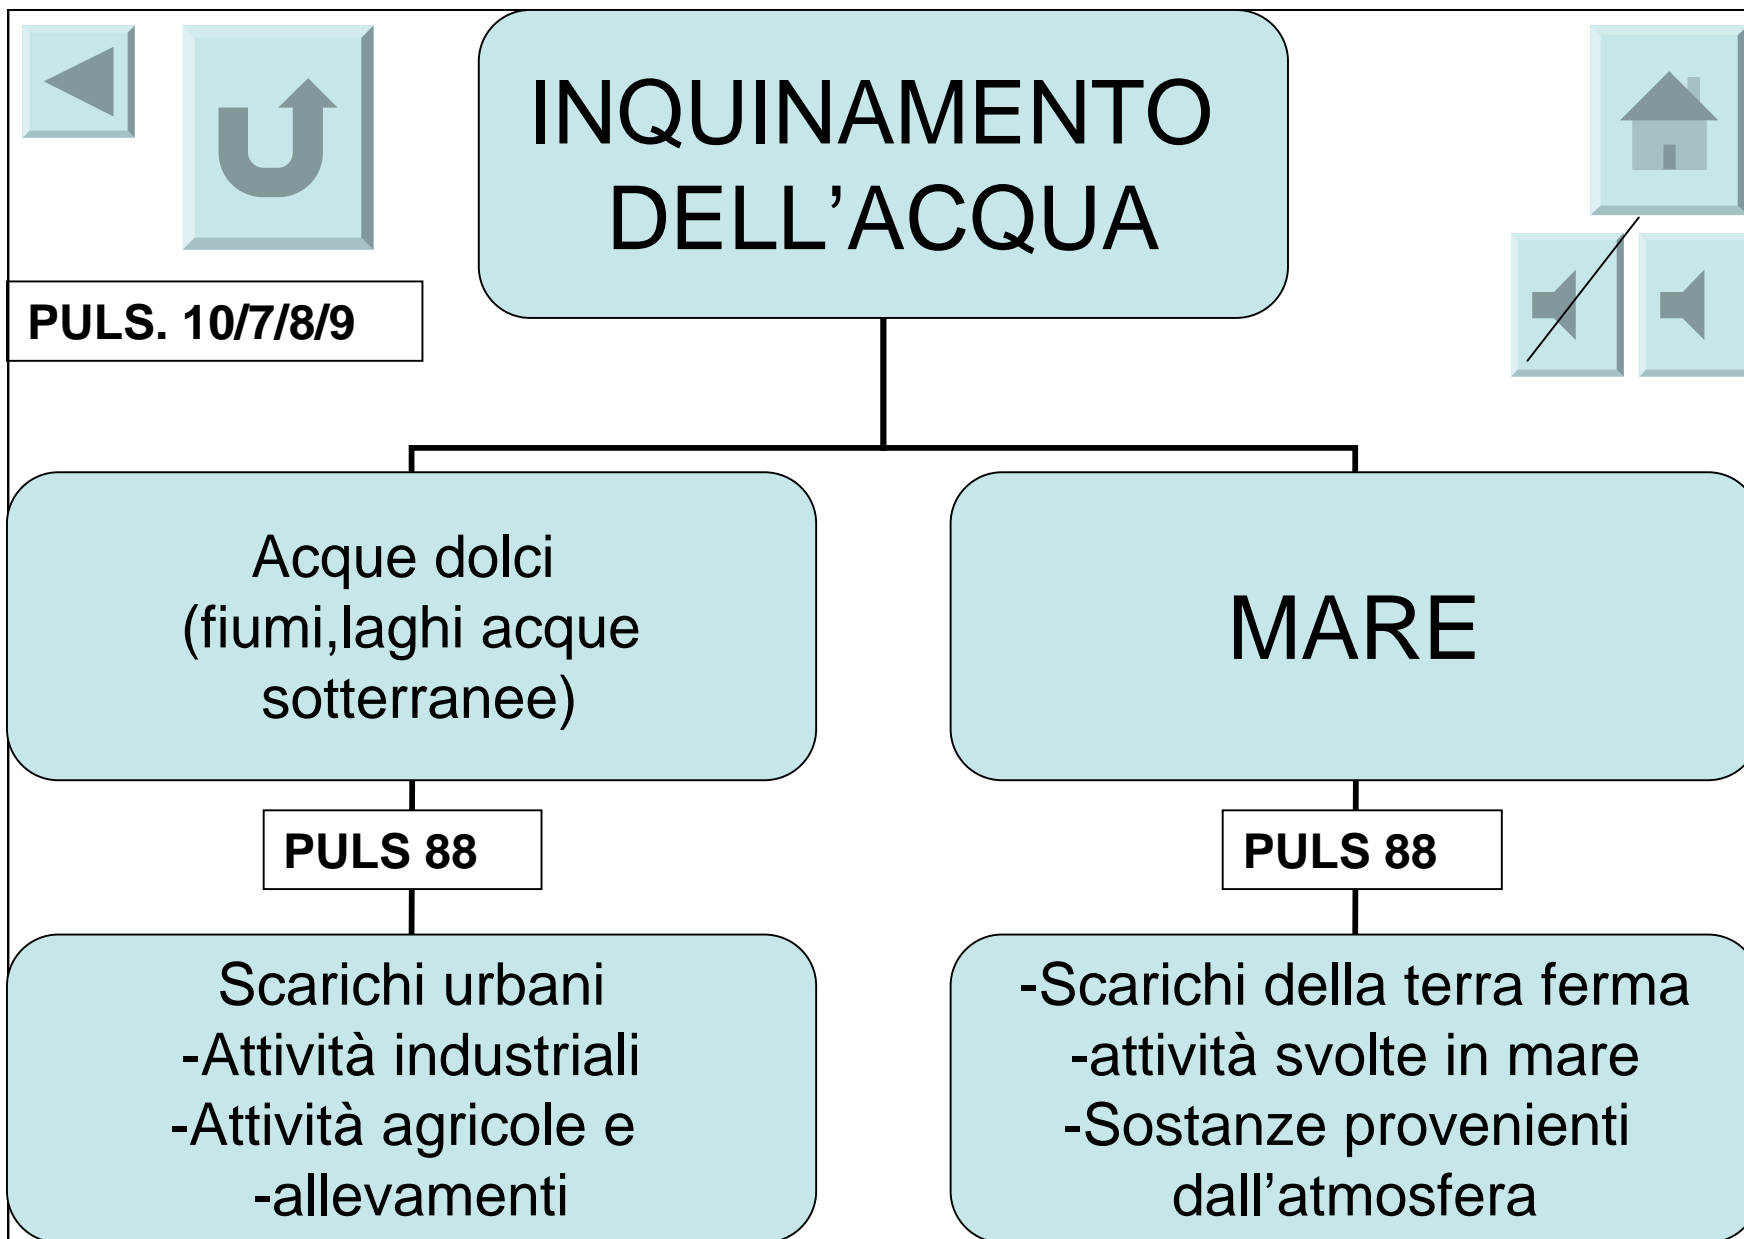 INQUINAMENTO
DELL’ACQUA
PULS. 10/7/8/9
Acque dolci
(fiumi,laghi acque
sotterranee)
MARE
PULS 88
PULS 88
Scarichi urbani
-Attività industriali
-Attività agricole e
-allevamenti
-Scarichi della terra ferma
-attività svolte in mare
-Sostanze provenienti
dall’atmosfera